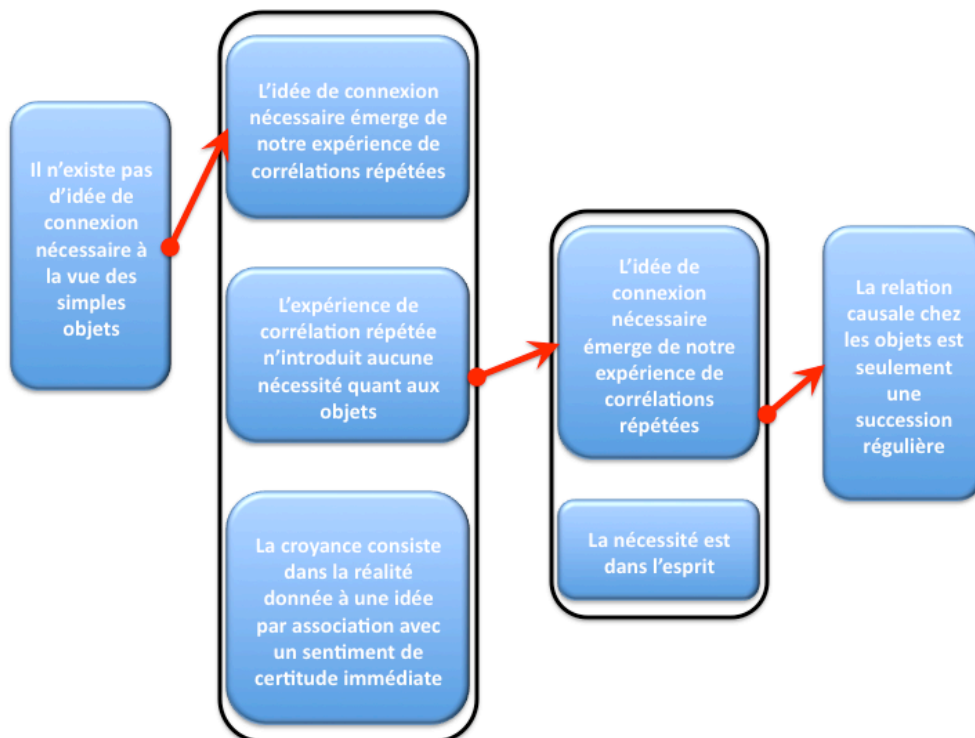 Il n’existe pas
d’idée de
connexion
nécessaire à
la vue des
simples
objets
L’idée de connexion
nécessaire émerge de
notre expérience de
corrélations répétées
L’expérience de
corrélation répétée
n’introduit aucune
nécessité quant aux
objets
La croyance consiste
dans la réalité
donnée à une idée
par association avec
un sentiment de
certitude immédiate
L’idée de
connexion
nécessaire
émerge de notre
expérience de
corrélations
répétées
La nécessité est
dans l’esprit
La relation
causale chez
les objets est
seulement
une
succession
régulière